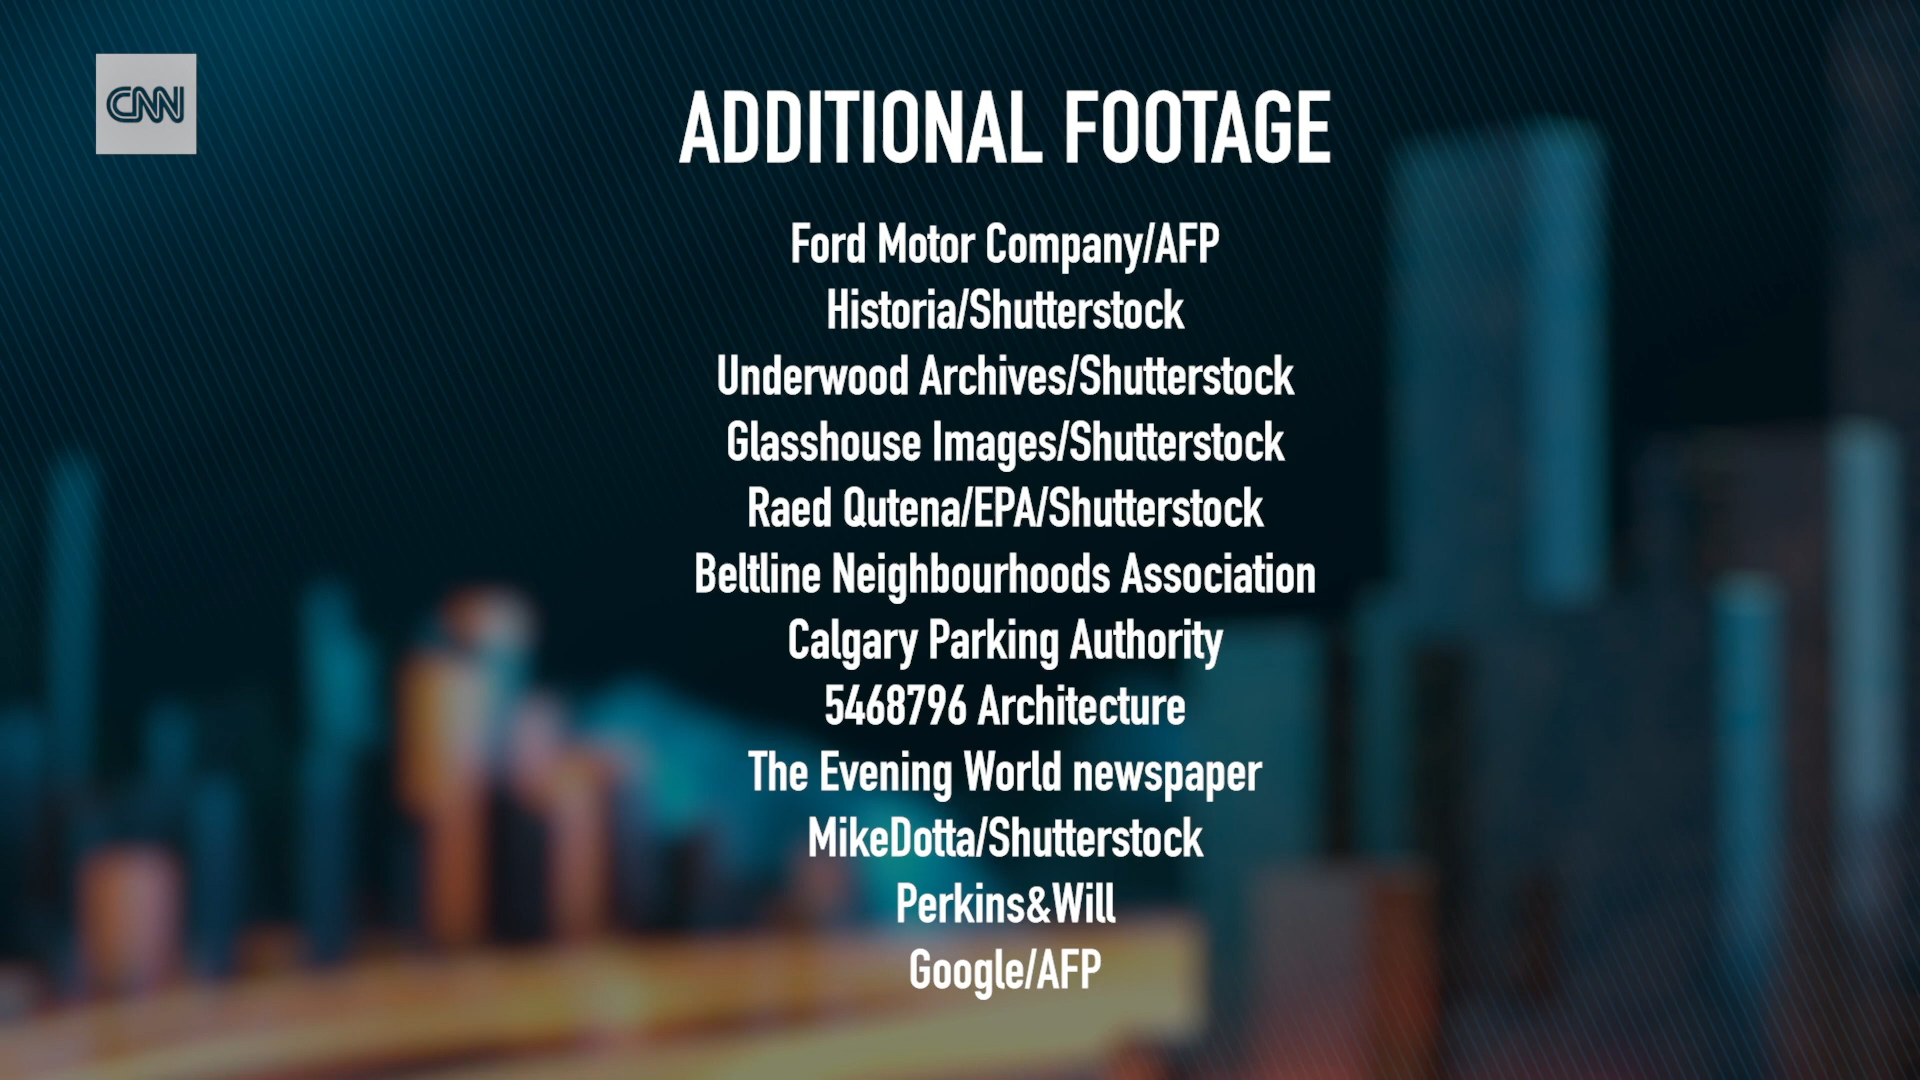 CNN
ADDITIONAL FOOTAGE
Ford Motor Company/AFP
Historia/Shutterstock
Underwood Archives/Shutterstock
Glasshouse Images/Shutterstock
Raed Qutena/EPA/Shutterstock
Beltline Neighbourhoods Association
Calgary Parking Authority
5468796 Architecture
The Evening World newspaper
MikeDotta/Shutterstock
Perkins&Will
Google/AFP